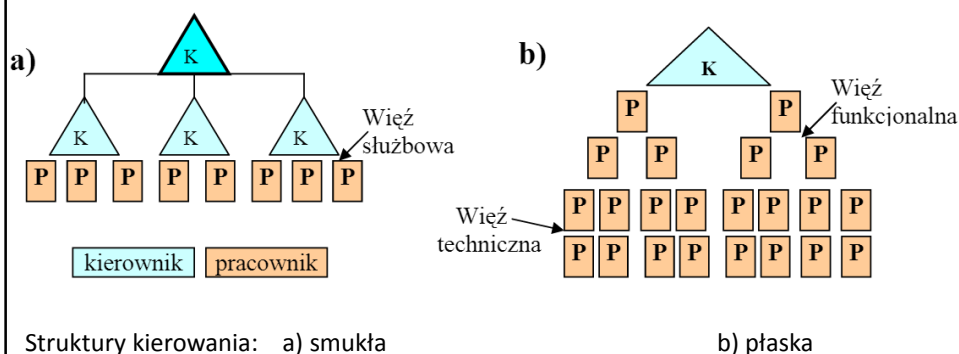 a)
K
K K K
Więź
służbowa
P P P P P P P P
kierownik pracownik
b)
K
P P
Więź
funkcjonalna
P P P P
P P P P P P P P
Więź
techniczna
P P P P P P P P
Struktury kierowania: a) smukła b) płaska